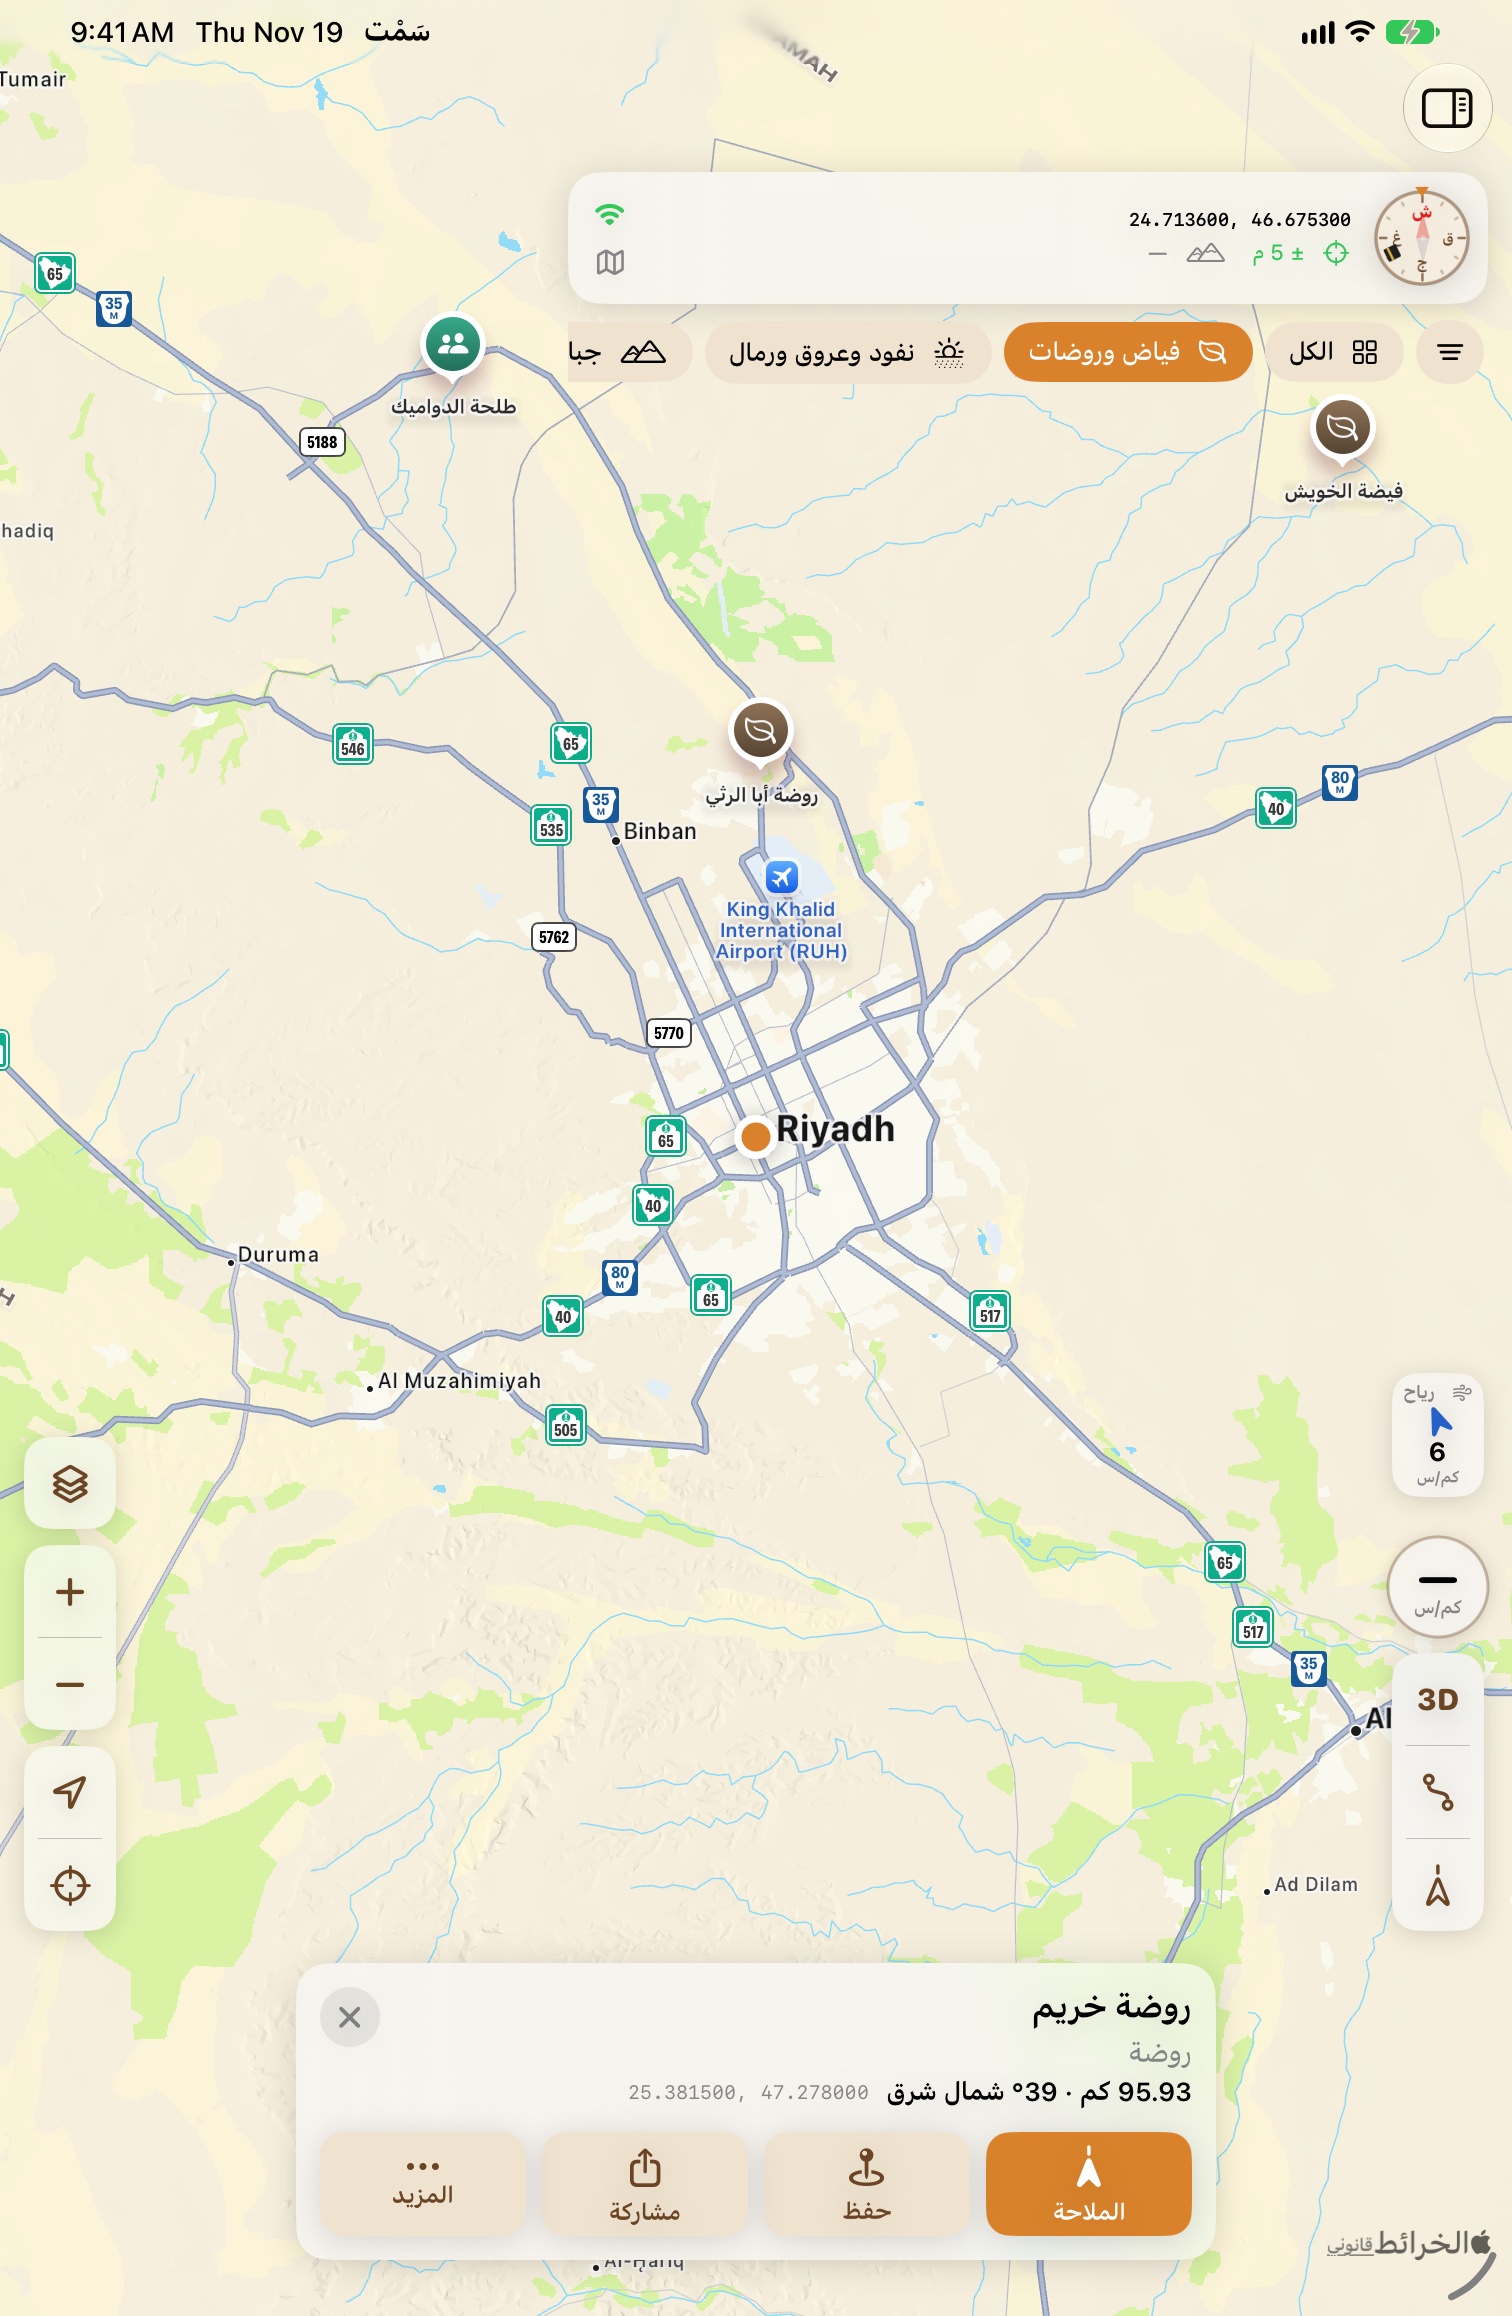 9:41 AM Thu Nov 19 سَمْت
Tumair
24.713600, 46.675300
± 5 م
—
ش
ق
ج
غ
65
35
M
الكل
فياض وروضات
نفود وعروق ورمال
جبا
طلحة الدواميك
5188
فيضة الخويش
hadiq
546
65
35
M
535
روضة أبا الرثي
Binban
80
M
40
King Khalid
International
Airport (RUH)
5762
5770
65
Riyadh
40
Duruma
80
M
65
40
517
Al Muzahimiyah
505
رياح
6
كم/س
65
—
كم/س
517
35
M
3D
Al
Ad Dilam
روضة خريم
روضة
95.93 كم · 39° شمال شرق 25.381500, 47.278000
الملاحة
حفظ
مشاركة
المزيد
الخرائط
قانوني
Al-Ḩarīq